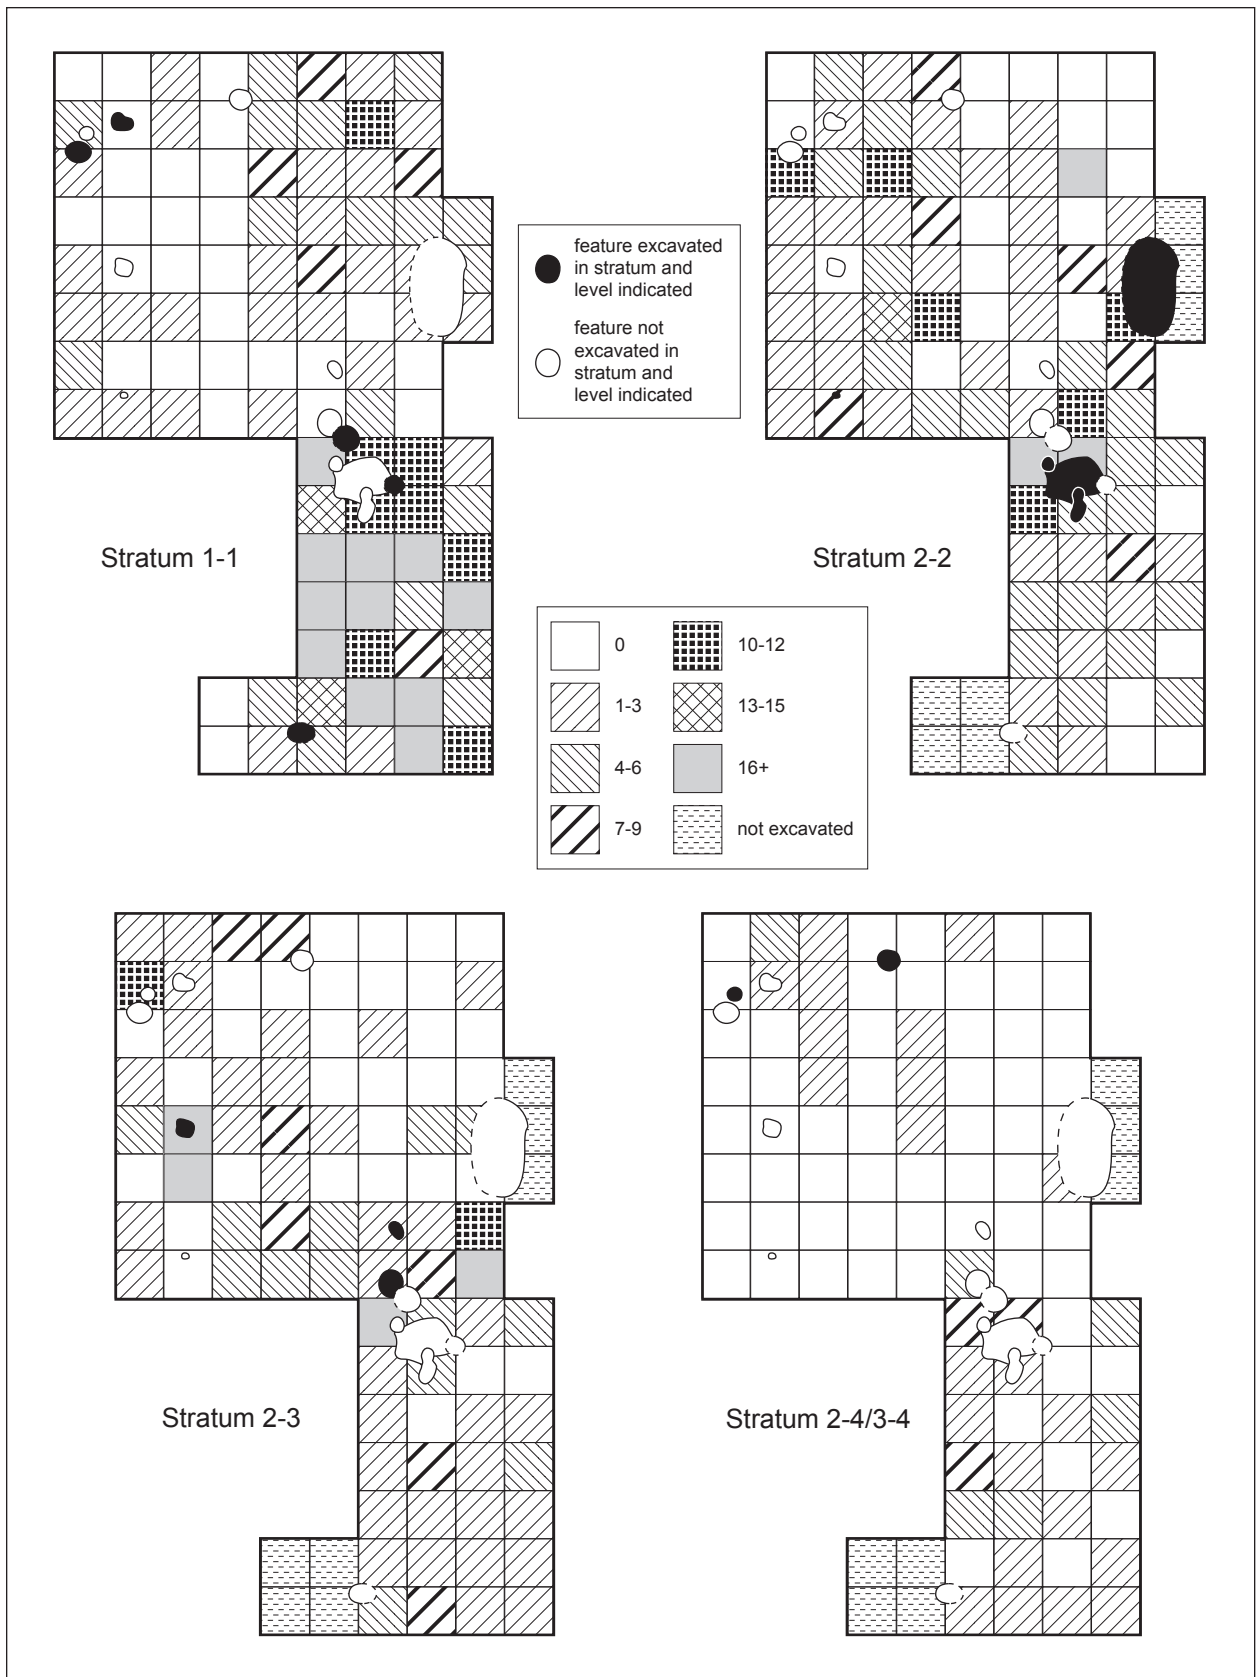 feature excavated
in stratum and
level indicated
feature not
excavated in
stratum and
level indicated
Stratum 1-1
Stratum 2-2
0
10-12
1-3
13-15
4-6
16+
7-9
not excavated
Stratum 2-3
Stratum 2-4/3-4